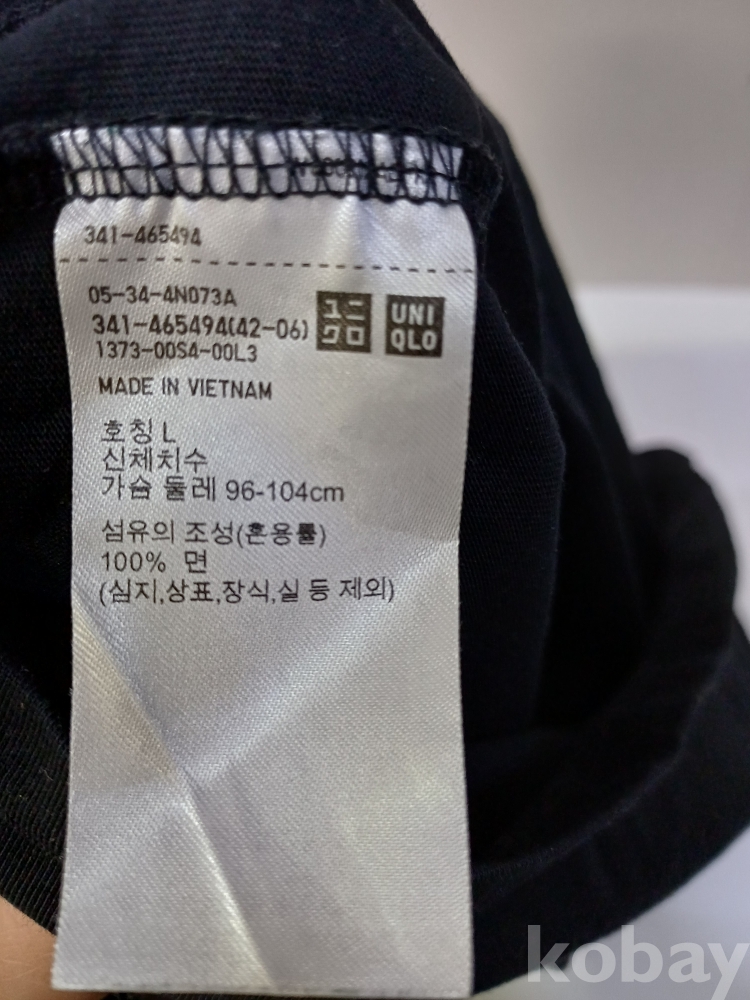 341-465494
05-34-4N073A
341-465494(42-06)
ユニ
クロ
UNI
QLO
1373-00S4-00L3
MADE IN VIETNAM
호칭 L
신체치수
가슴 둘레 96-104cm
섬유의 조성(혼용률)
100% 면
(심지,상표,장식,실 등 제외)
kobay